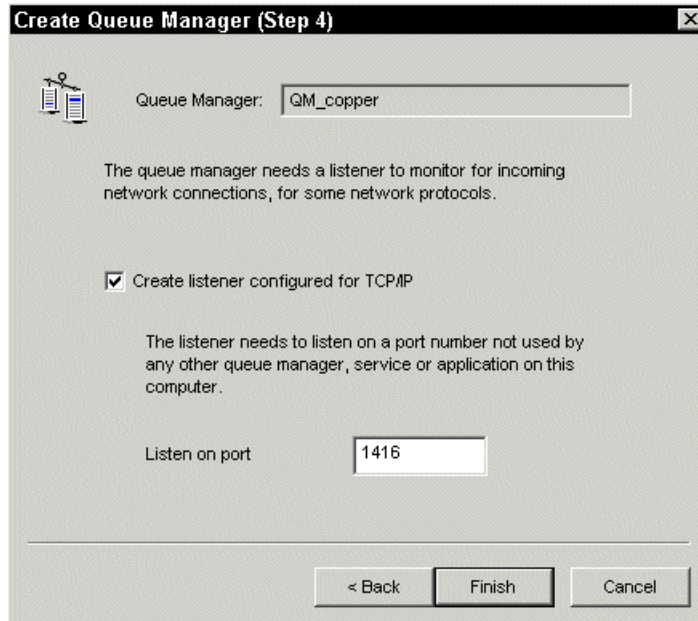 Create Queue Manager (Step 4)
Queue Manager: QM_copper
The queue manager needs a listener to monitor for incoming
network connections, for some network protocols.
Create listener configured for TCP/IP
The listener needs to listen on a port number not used by
any other queue manager, service or application on this
computer.
Listen on port 1416
< Back Finish Cancel